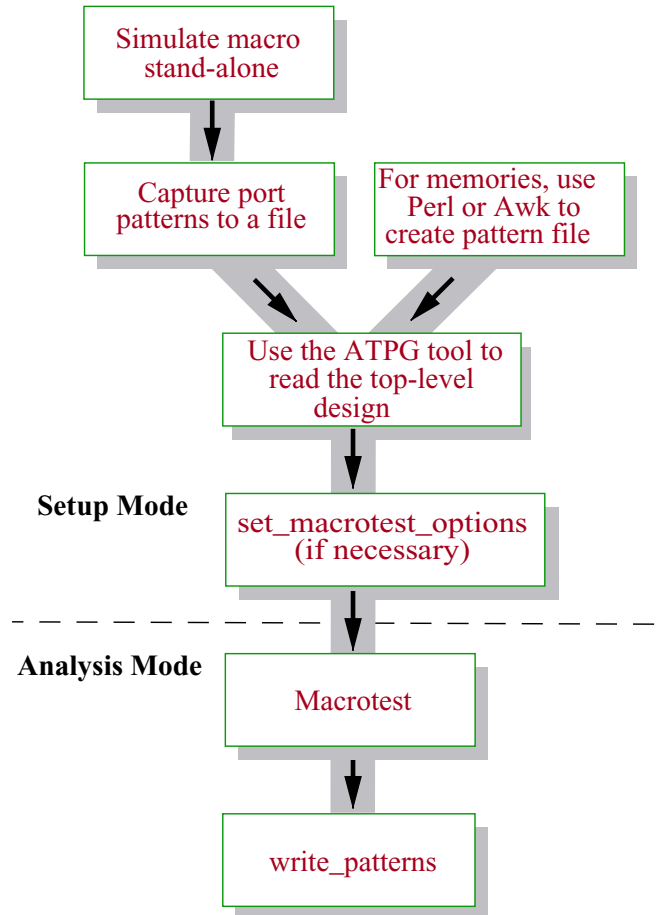 Simulate macro
stand-alone
Capture port
patterns to a file
For memories, use
Perl or Awk to
create pattern file
Use the ATPG tool to
read the top-level
design
Setup Mode
set_macrotest_options
(if necessary)
Analysis Mode
Macrotest
write_patterns